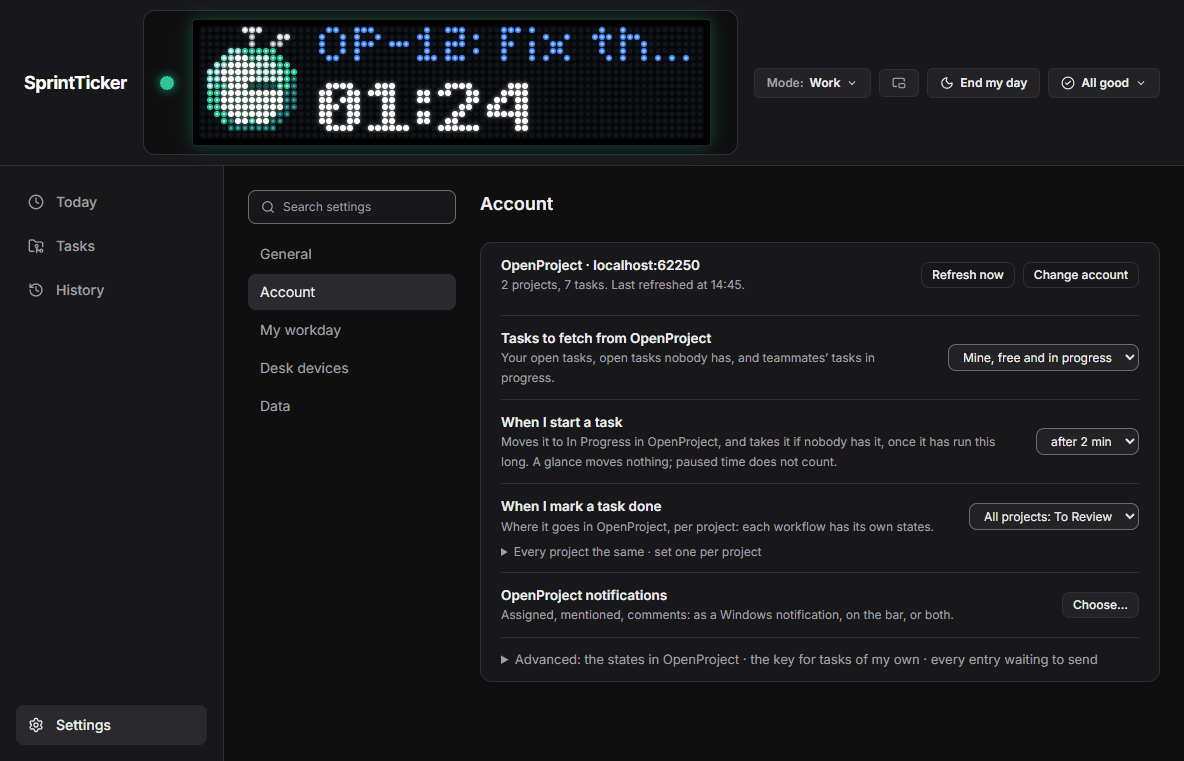 SprintTicker
OP-12: Fix th...
01:24
Mode: Work
End my day
All good
Today
Tasks
History
Settings
Search settings
General
Account
My workday
Desk devices
Data
Account
OpenProject · localhost:62250
2 projects, 7 tasks. Last refreshed at 14:45.
Refresh now
Change account
Tasks to fetch from OpenProject
Your open tasks, open tasks nobody has, and teammates’ tasks in
progress.
Mine, free and in progress
When I start a task
Moves it to In Progress in OpenProject, and takes it if nobody has it, once it has run this
long. A glance moves nothing; paused time does not count.
after 2 min
When I mark a task done
Where it goes in OpenProject, per project: each workflow has its own states.
All projects: To Review
Every project the same · set one per project
OpenProject notifications
Assigned, mentioned, comments: as a Windows notification, on the bar, or both.
Choose...
Advanced: the states in OpenProject · the key for tasks of my own · every entry waiting to send